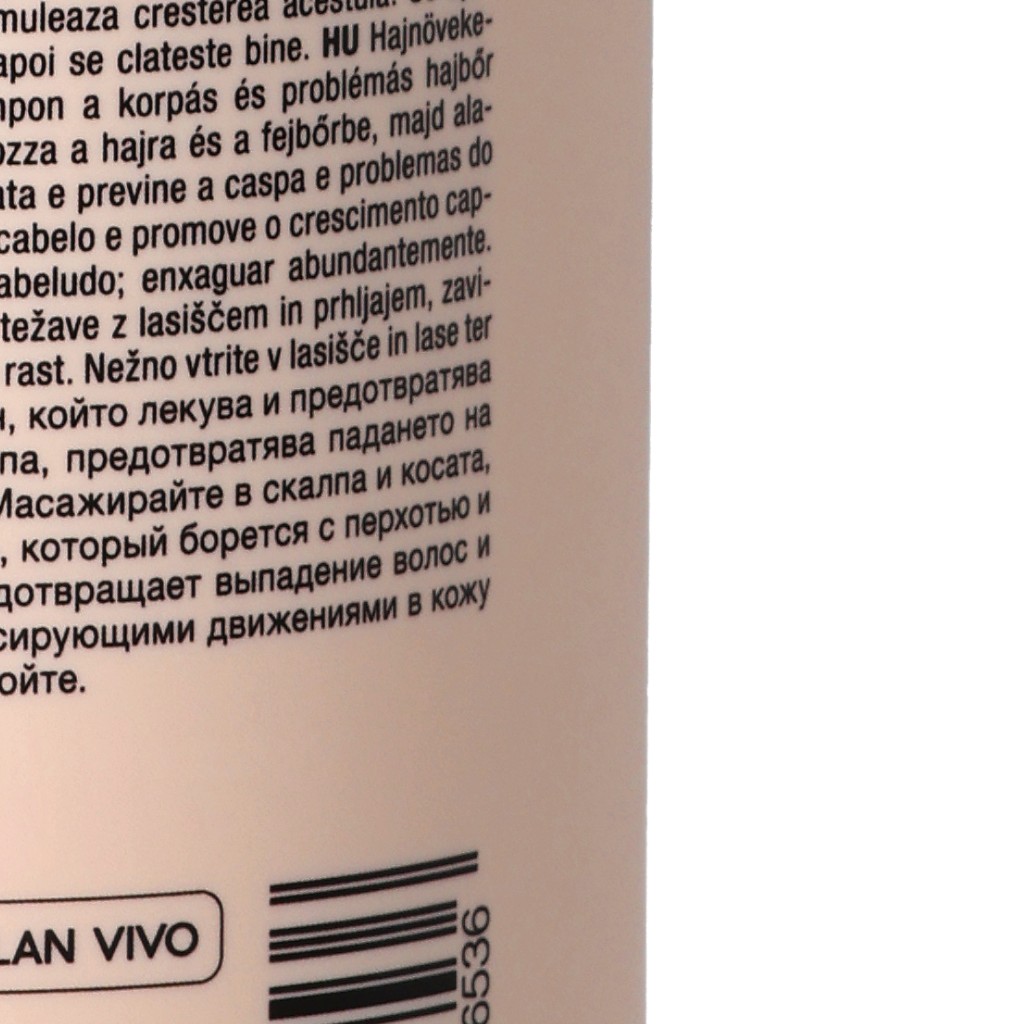 muleaza cresterea acestuia.
apoi se clateste bine. HU Hajnöveke-
mpon a korpás és problémás hajbőr
ozza a hajra és a fejbőrbe, majd ala-
ata e previne a caspa e problemas do
cabelo e promove o crescimento cap-
abeludo; enxaguar abundantemente.
težave z lasiščem in prhljajem, zavi-
rast. Nežno vtrite v lasišče in lase ter
н, който лекува и предотвратява
па, предотвратява падането на
Масажирайте в скалпа и косата,
, который борется с перхотью и
дотвращает выпадение волос и
сирующими движениями в кожу
ойте.
LAN VIVO
6536